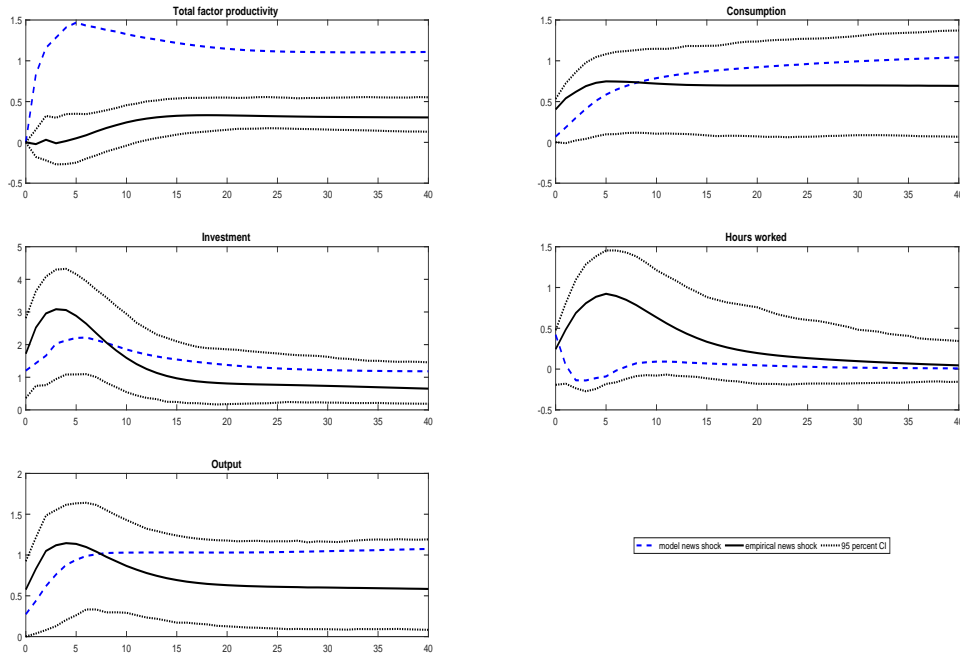 Total factor productivity
1.5
1
0.5
0
-0.5
0 5 10 15 20 25 30 35 40
Consumption
1.5
1
0.5
0
-0.5
0 5 10 15 20 25 30 35 40
Investment
5
4
3
2
1
0
0 5 10 15 20 25 30 35 40
Hours worked
1.5
1
0.5
0
-0.5
0 5 10 15 20 25 30 35 40
Output
2
1.5
1
0.5
0
0 5 10 15 20 25 30 35 40
model news shock empirical news shock 95 percent CI